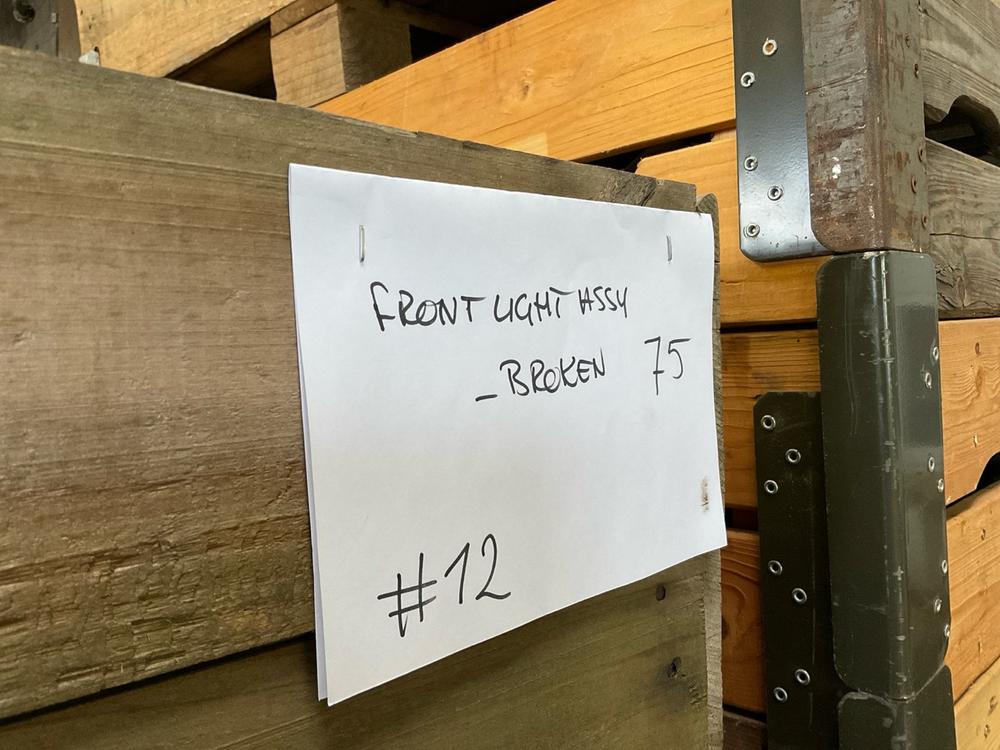 FRONT LIGHT ASSY
_BROKEN 75
#12